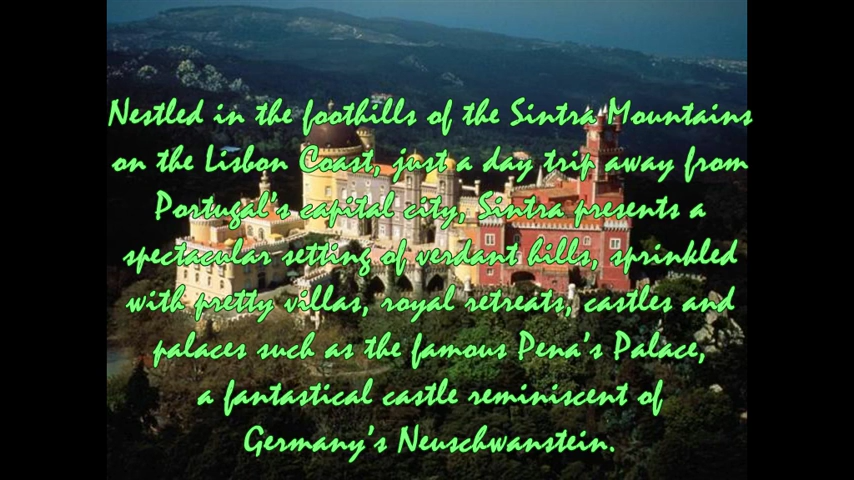 Nestled in the foothills of the Sintra Mountains
on the Lisbon Coast, just a day trip away from
Portugal's capital city, Sintra presents a
spectacular setting of verdant hills, sprinkled
with pretty villas, royal retreats, castles and
palaces such as the famous Pena's Palace,
a fantastical castle reminiscent of
Germany's Neuschwanstein.